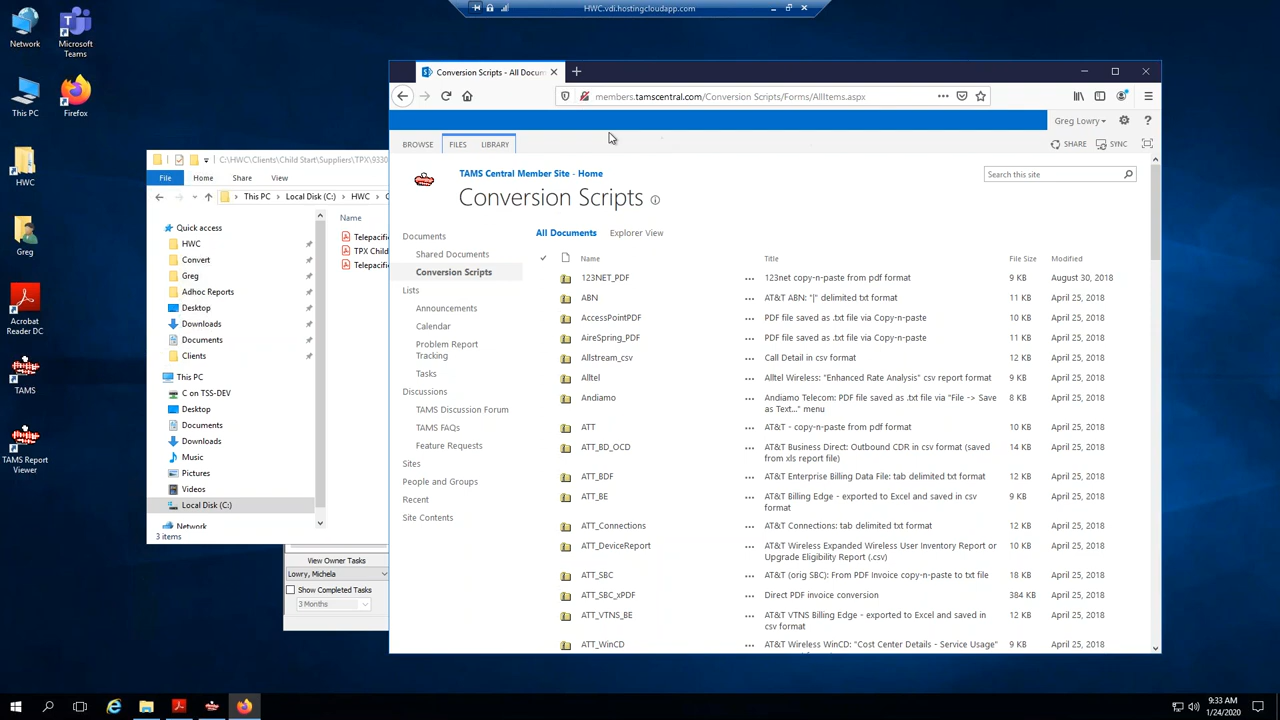 HWC.vdi.hostingcloudapp.com
Network
Microsoft
Teams
This PC
Firefox
HWC
Greg
Acrobat
Reader DC
TAMS
TAMS Report
Viewer
C:\HWC\Clients\Child Start\Suppliers\TPX\9330
File Home Share View
This PC Local Disk (C:) HWC
Quick access
HWC
Convert
Greg
Adhoc Reports
Desktop
Downloads
Documents
Clients
This PC
C on TSS-DEV
Desktop
Documents
Downloads
Music
Pictures
Videos
Local Disk (C:)
Network
3 items
Name
Telepacifi
TPX Child
Telepacifi
View Owner Tasks
Lowry, Michela
Show Completed Tasks
3 Months
Conversion Scripts - All Docum
members.tamscentral.com/Conversion Scripts/Forms/AllItems.aspx
Greg Lowry
BROWSE FILES LIBRARY
SHARE SYNC
TAMS Central Member Site - Home
Search this site
Conversion Scripts
All Documents Explorer View
Documents
Shared Documents
Conversion Scripts
Lists
Announcements
Calendar
Problem Report
Tracking
Tasks
Discussions
TAMS Discussion Forum
TAMS FAQs
Feature Requests
Sites
People and Groups
Recent
Site Contents
Name Title File Size Modified
123NET_PDF 123net copy-n-paste from pdf format 9 KB August 30, 2018
ABN AT&T ABN: "|" delimited txt format 11 KB April 25, 2018
AccessPointPDF PDF file saved as .txt file via Copy-n-paste 10 KB April 25, 2018
AireSpring_PDF PDF file saved as .txt file via Copy-n-paste 10 KB April 25, 2018
Allstream_csv Call Detail in csv format 12 KB April 25, 2018
Alltel Alltel Wireless: "Enhanced Rate Analysis" csv report format 9 KB April 25, 2018
Andiamo Andiamo Telecom: PDF file saved as .txt file via "File -> Save 8 KB April 25, 2018
as Text..." menu
ATT AT&T - copy-n-paste from pdf format 10 KB April 25, 2018
ATT_BD_OCD AT&T Business Direct: Outbound CDR in csv format (saved 14 KB April 25, 2018
from xls report file)
ATT_BDF AT&T Enterprise Billing Data File: tab delimited txt format 12 KB April 25, 2018
ATT_BE AT&T Billing Edge - exported to Excel and saved in csv 9 KB April 25, 2018
format
ATT_Connections AT&T Connections: tab delimited txt format 12 KB April 25, 2018
ATT_DeviceReport AT&T Wireless Expanded Wireless User Inventory Report or 10 KB April 25, 2018
Upgrade Eligibility Report (.csv)
ATT_SBC AT&T (orig SBC): From PDF Invoice copy-n-paste to txt file 18 KB April 25, 2018
ATT_SBC_xPDF Direct PDF invoice conversion 384 KB April 25, 2018
ATT_VTNS_BE AT&T VTNS Billing Edge - exported to Excel and saved in 9 KB April 25, 2018
csv format
ATT_WinCD AT&T Wireless WinCD: "Cost Center Details - Service Usage" 9 KB April 25, 2018
9:33 AM
1/24/2020